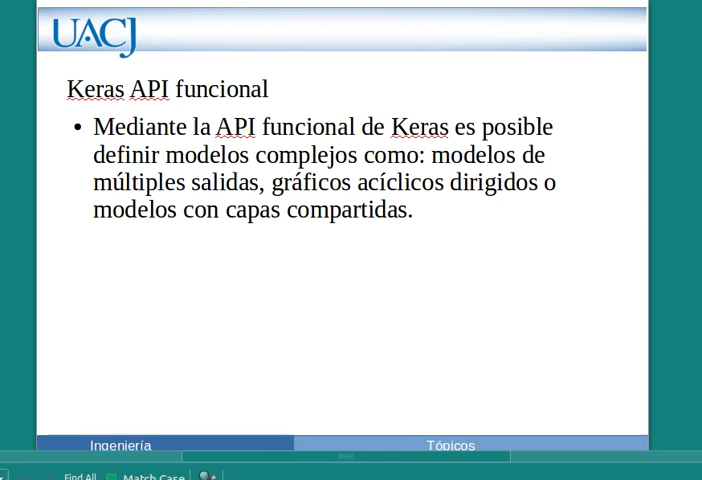 UACJ
Keras API funcional
• Mediante la API funcional de Keras es posible
definir modelos complejos como: modelos de
múltiples salidas, gráficos acíclicos dirigidos o
modelos con capas compartidas.
Ingeniería Tópicos
Find All Match Case